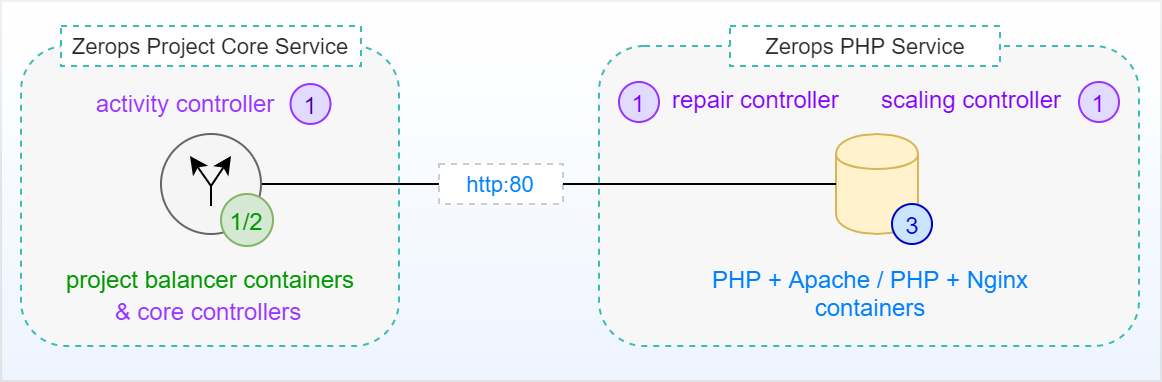 Zerops Project Core Service
activity controller 1
1/2
project balancer containers
& core controllers
http:80
Zerops PHP Service
1 repair controller
scaling controller 1
3
PHP + Apache / PHP + Nginx
containers